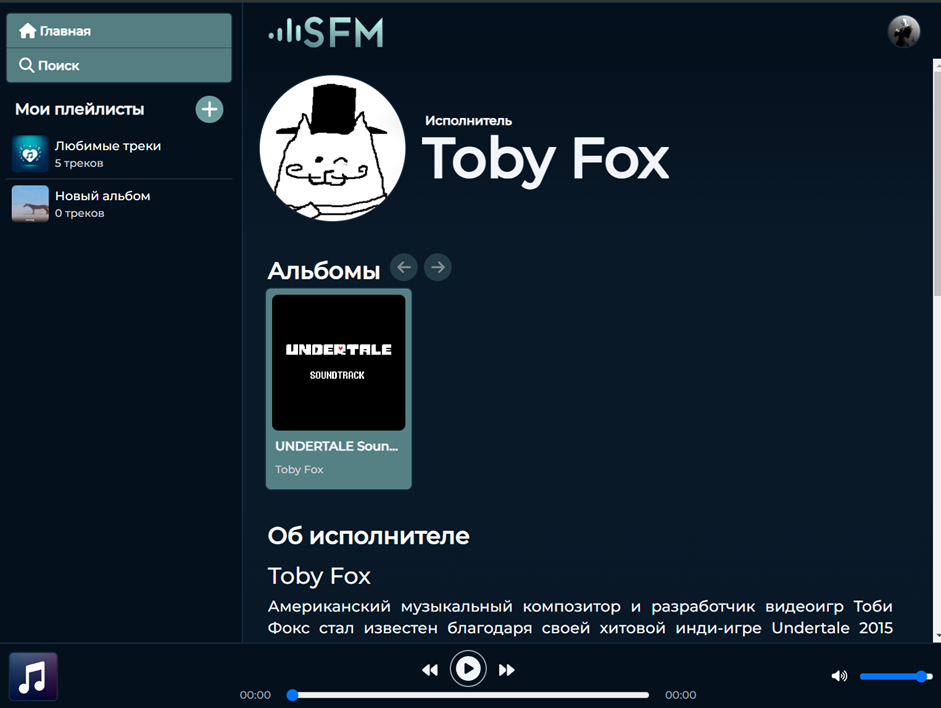 Главная
Поиск
Мои плейлисты
Любимые треки
5 треков
Новый альбом
0 треков
SFM
Исполнитель
Toby Fox
Альбомы
UNDERTALE
SOUNDTRACK
UNDERTALE Soun...
Toby Fox
Об исполнителе
Toby Fox
Американский музыкальный композитор и разработчик видеоигр Тоби
Фокс стал известен благодаря своей хитовой инди-игре Undertale 2015
00:00
00:00